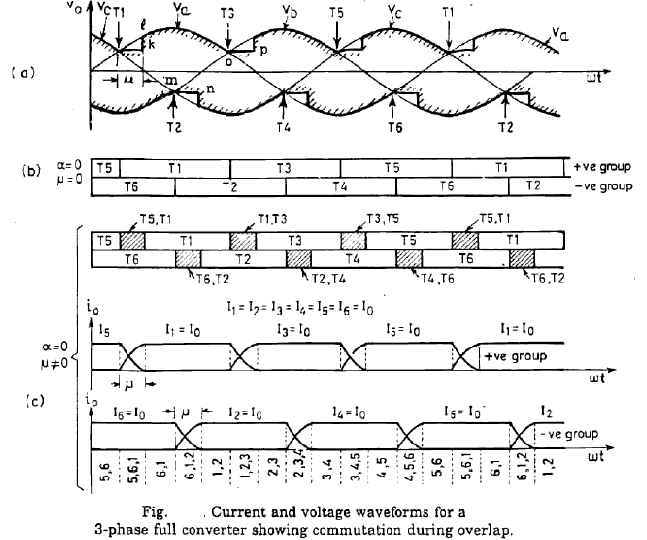 v₀
v_c
T1
v_a
T3
v_b
T5
v_c
T1
v_a
l
k
o
p
(a)
μ
m
n
ωt
T2
T4
T6
T2
(b)
α=0
μ=0
T5 T1 T3 T5 T1 +ve group
T6 T2 T4 T6 T2 -ve group
T5,T1 T1,T3 T3,T5 T5,T1
T5 T1 T3 T5 T1
T6 T2 T4 T6
T6,T2 T2,T4 T4,T6 T6,T2
I₁=I₂=I₃=I₄=I₅=I₆=I₀
i₀
I₅ I₁=I₀ I₃=I₀ I₅=I₀ I₁=I₀
α=0
μ≠0
+ve group
μ
ωt
(c)
i₀
I₆=I₀ μ I₂=I₀ I₄=I₀ I₆=I₀ I₂
-ve group
ωt
5,6 5,6,1 6,1 6,1,2 1,2 1,2,3 2,3 2,3,4 3,4 3,4,5 4,5 4,5,6 5,6 5,6,1 6,1 6,1,2 1,2
Fig. . Current and voltage waveforms for a
3-phase full converter showing commutation during overlap.